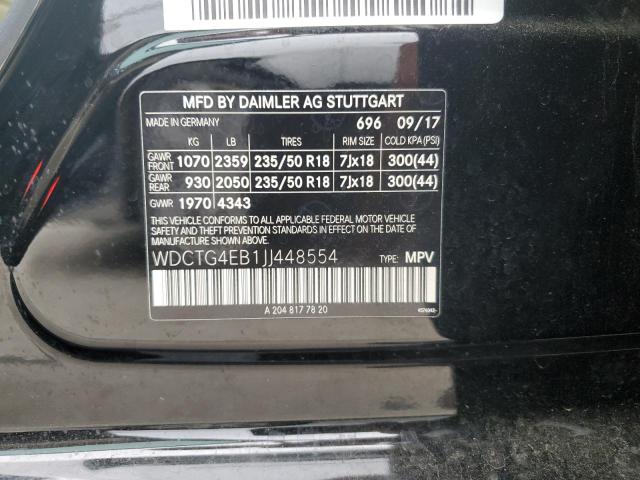 MFD BY DAIMLER AG STUTTGART
MADE IN GERMANY 696 09/17
KG LB TIRES RIM SIZE COLD KPA (PSI)
GAWR FRONT 1070 2359 235/50 R18 7Jx18 300(44)
GAWR REAR 930 2050 235/50 R18 7Jx18 300(44)
GVWR 1970 4343
THIS VEHICLE CONFORMS TO ALL APPLICABLE FEDERAL MOTOR VEHICLE
SAFETY AND THEFT PREVENTION STANDARDS IN EFFECT ON THE
DATE OF MANUFACTURE SHOWN ABOVE.
WDCTG4EB1JJ448554 TYPE: MPV
A 204 817 78 20